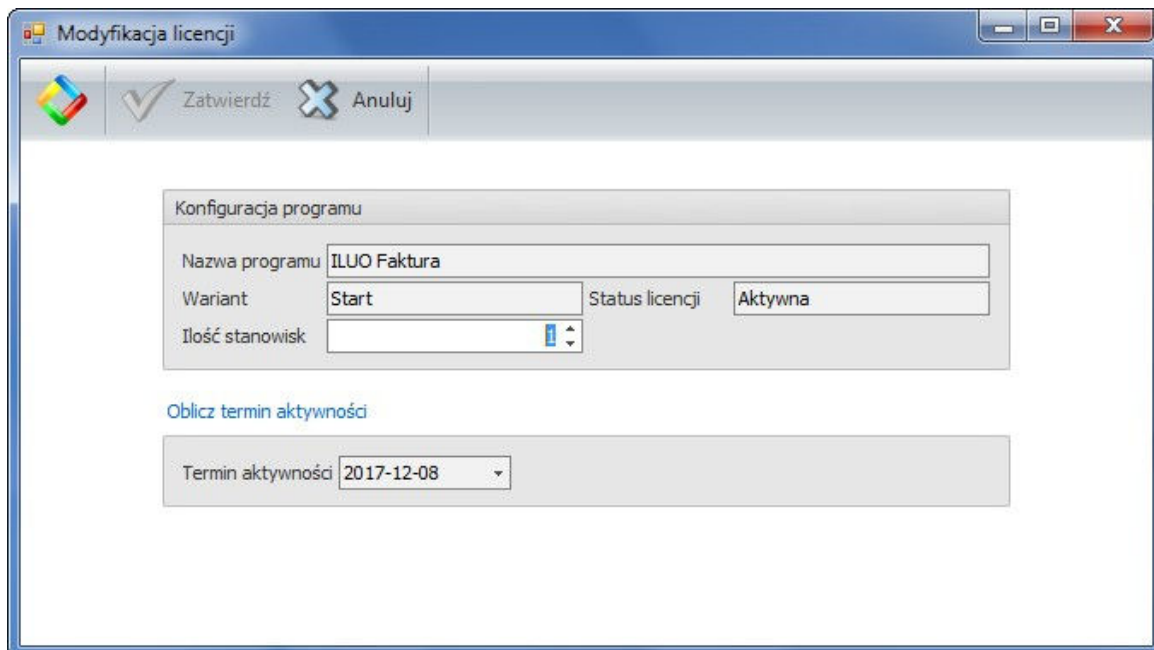 Modyfikacja licencji
Zatwierdź Anuluj
Konfiguracja programu
Nazwa programu ILUO Faktura
Wariant Start Status licencji Aktywna
Ilość stanowisk 1
Oblicz termin aktywności
Termin aktywności 2017-12-08